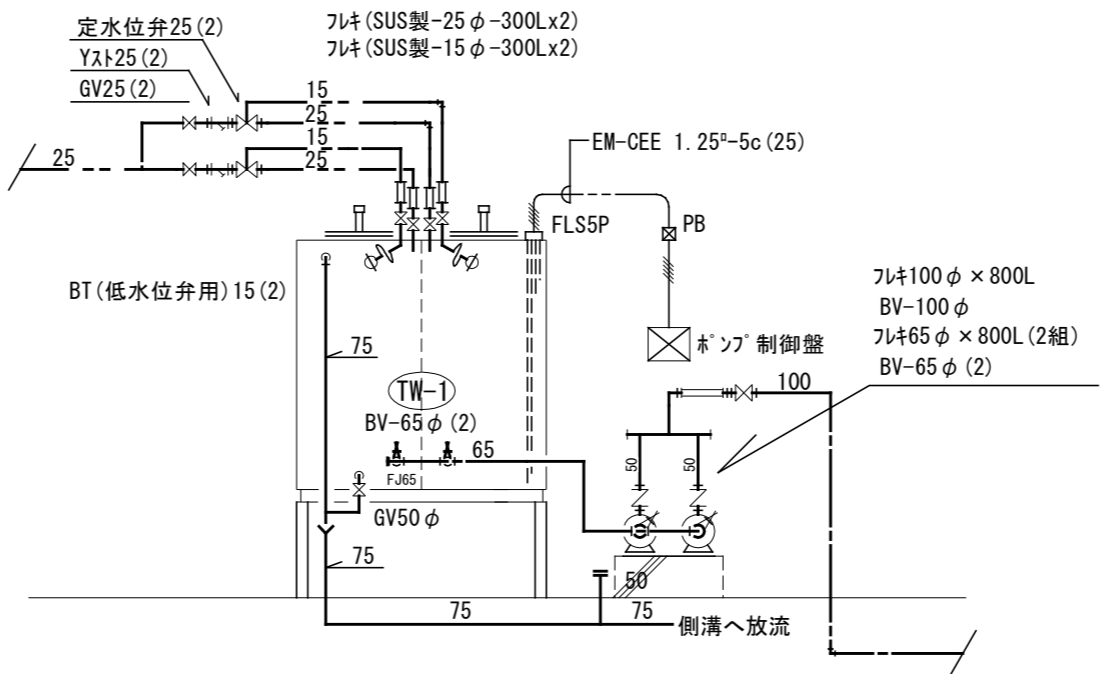 定水位弁25(2)
Yｽﾄ25(2)
GV25(2)
ﾌﾚｷ(SUS製-25φ-300Lx2)
ﾌﾚｷ(SUS製-15φ-300Lx2)
15
25
15
25
25
EM-CEE 1.25□-5c(25)
FLS5P
PB
BT(低水位弁用)15(2)
ﾎﾟﾝﾌﾟ制御盤
ﾌﾚｷ100φ×800L
BV-100φ
ﾌﾚｷ65φ×800L(2組)
BV-65φ(2)
75
TW-1
BV-65φ(2)
65
FJ65
100
50
50
GV50φ
75
50
75
75
側溝へ放流